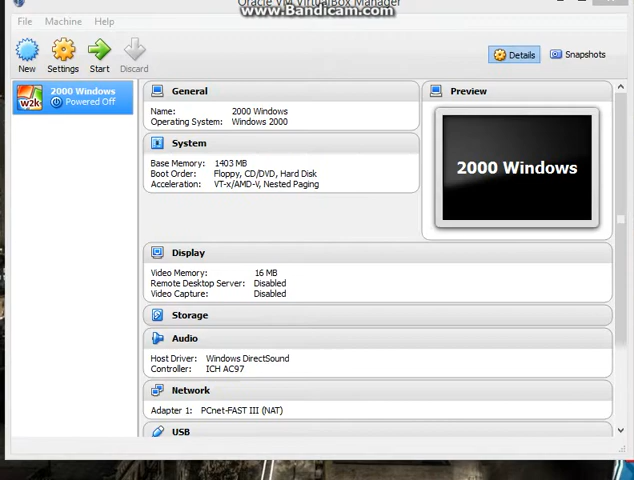 Oracle VM VirtualBox Manager
www.Bandicam.com
File Machine Help
New Settings Start Discard
Details Snapshots
w2k
2000 Windows
Powered Off
General
Name: 2000 Windows
Operating System: Windows 2000
System
Base Memory: 1403 MB
Boot Order: Floppy, CD/DVD, Hard Disk
Acceleration: VT-x/AMD-V, Nested Paging
Preview
2000 Windows
Display
Video Memory: 16 MB
Remote Desktop Server: Disabled
Video Capture: Disabled
Storage
Audio
Host Driver: Windows DirectSound
Controller: ICH AC97
Network
Adapter 1: PCnet-FAST III (NAT)
USB